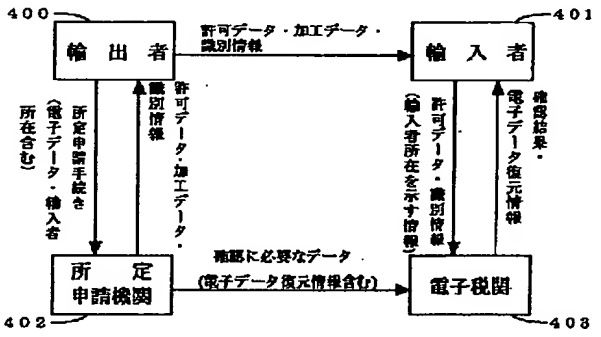 400
401
輸出者
許可データ・加工データ・
識別情報
輸入者
所定申請手続き
(電子データ・輸入者
所在含む)
許可データ・加工データ・
識別情報
許可データ・識別情報
(輸入者所在を示す情報)
確認結果・
電子データ復元情報
確認に必要なデータ
(電子データ復元情報含む)
所定
申請機関
電子税関
402
403